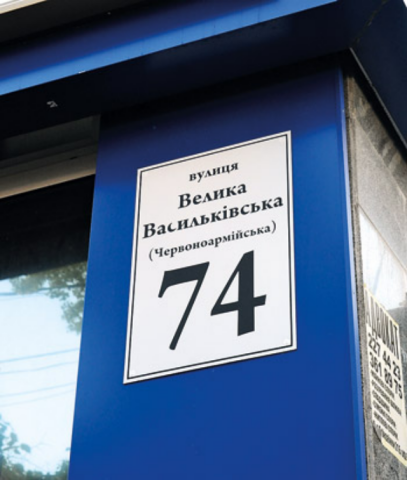 вулиця
Велика
Васильківська
(Червоноармійська)
74